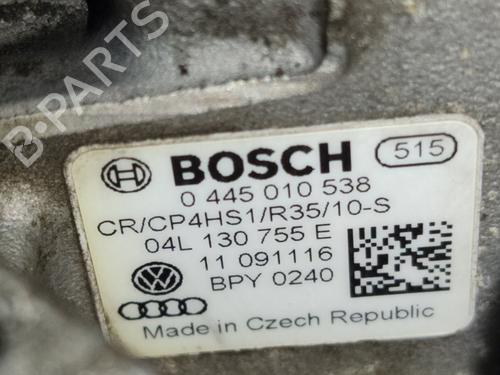 B-PARTS
BOSCH 515
0 445 010 538
CR/CP4HS1/R35/10-S
04L 130 755 E
11 091116
BPY 0240
Made in Czech Republic